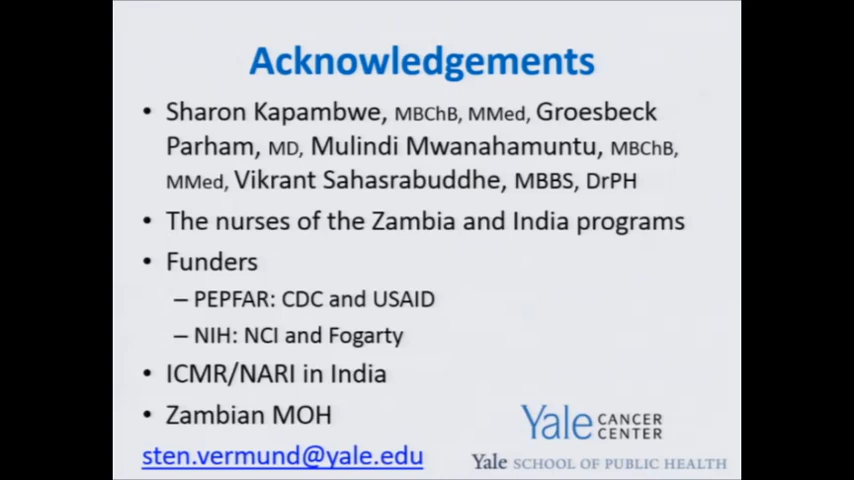 Acknowledgements
• Sharon Kapambwe, MBChB, MMed, Groesbeck
Parham, MD, Mulindi Mwanahamuntu, MBChB,
MMed, Vikrant Sahasrabuddhe, MBBS, DrPH
• The nurses of the Zambia and India programs
• Funders
– PEPFAR: CDC and USAID
– NIH: NCI and Fogarty
• ICMR/NARI in India
• Zambian MOH
sten.vermund@yale.edu
Yale CANCER CENTER
Yale SCHOOL OF PUBLIC HEALTH